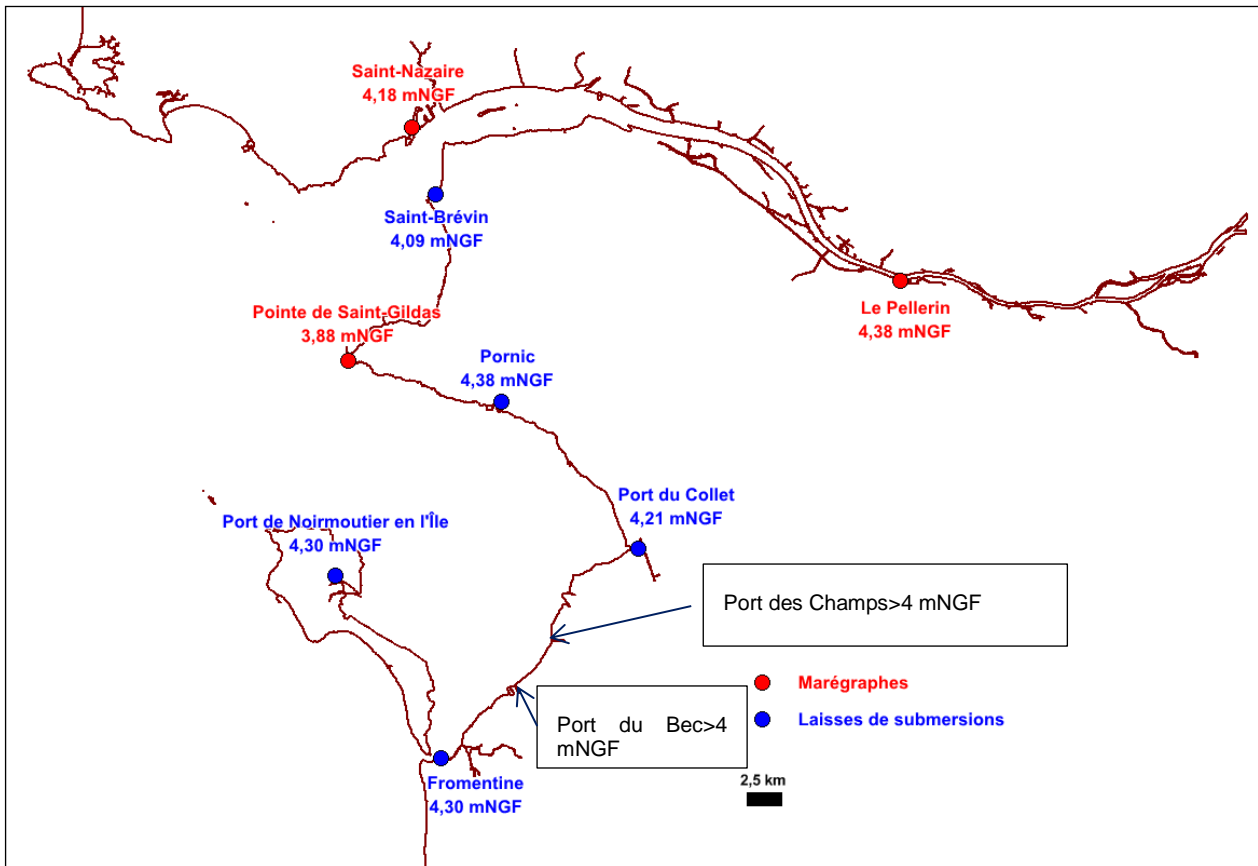 Saint-Nazaire
4,18 mNGF
Saint-Brévin
4,09 mNGF
Pointe de Saint-Gildas
3,88 mNGF
Le Pellerin
4,38 mNGF
Pornic
4,38 mNGF
Port du Collet
4,21 mNGF
Port de Noirmoutier en l'Île
4,30 mNGF
Port des Champs>4 mNGF
Marégraphes
Laisses de submersions
Port du Bec>4
mNGF
Fromentine
4,30 mNGF
2,5 km